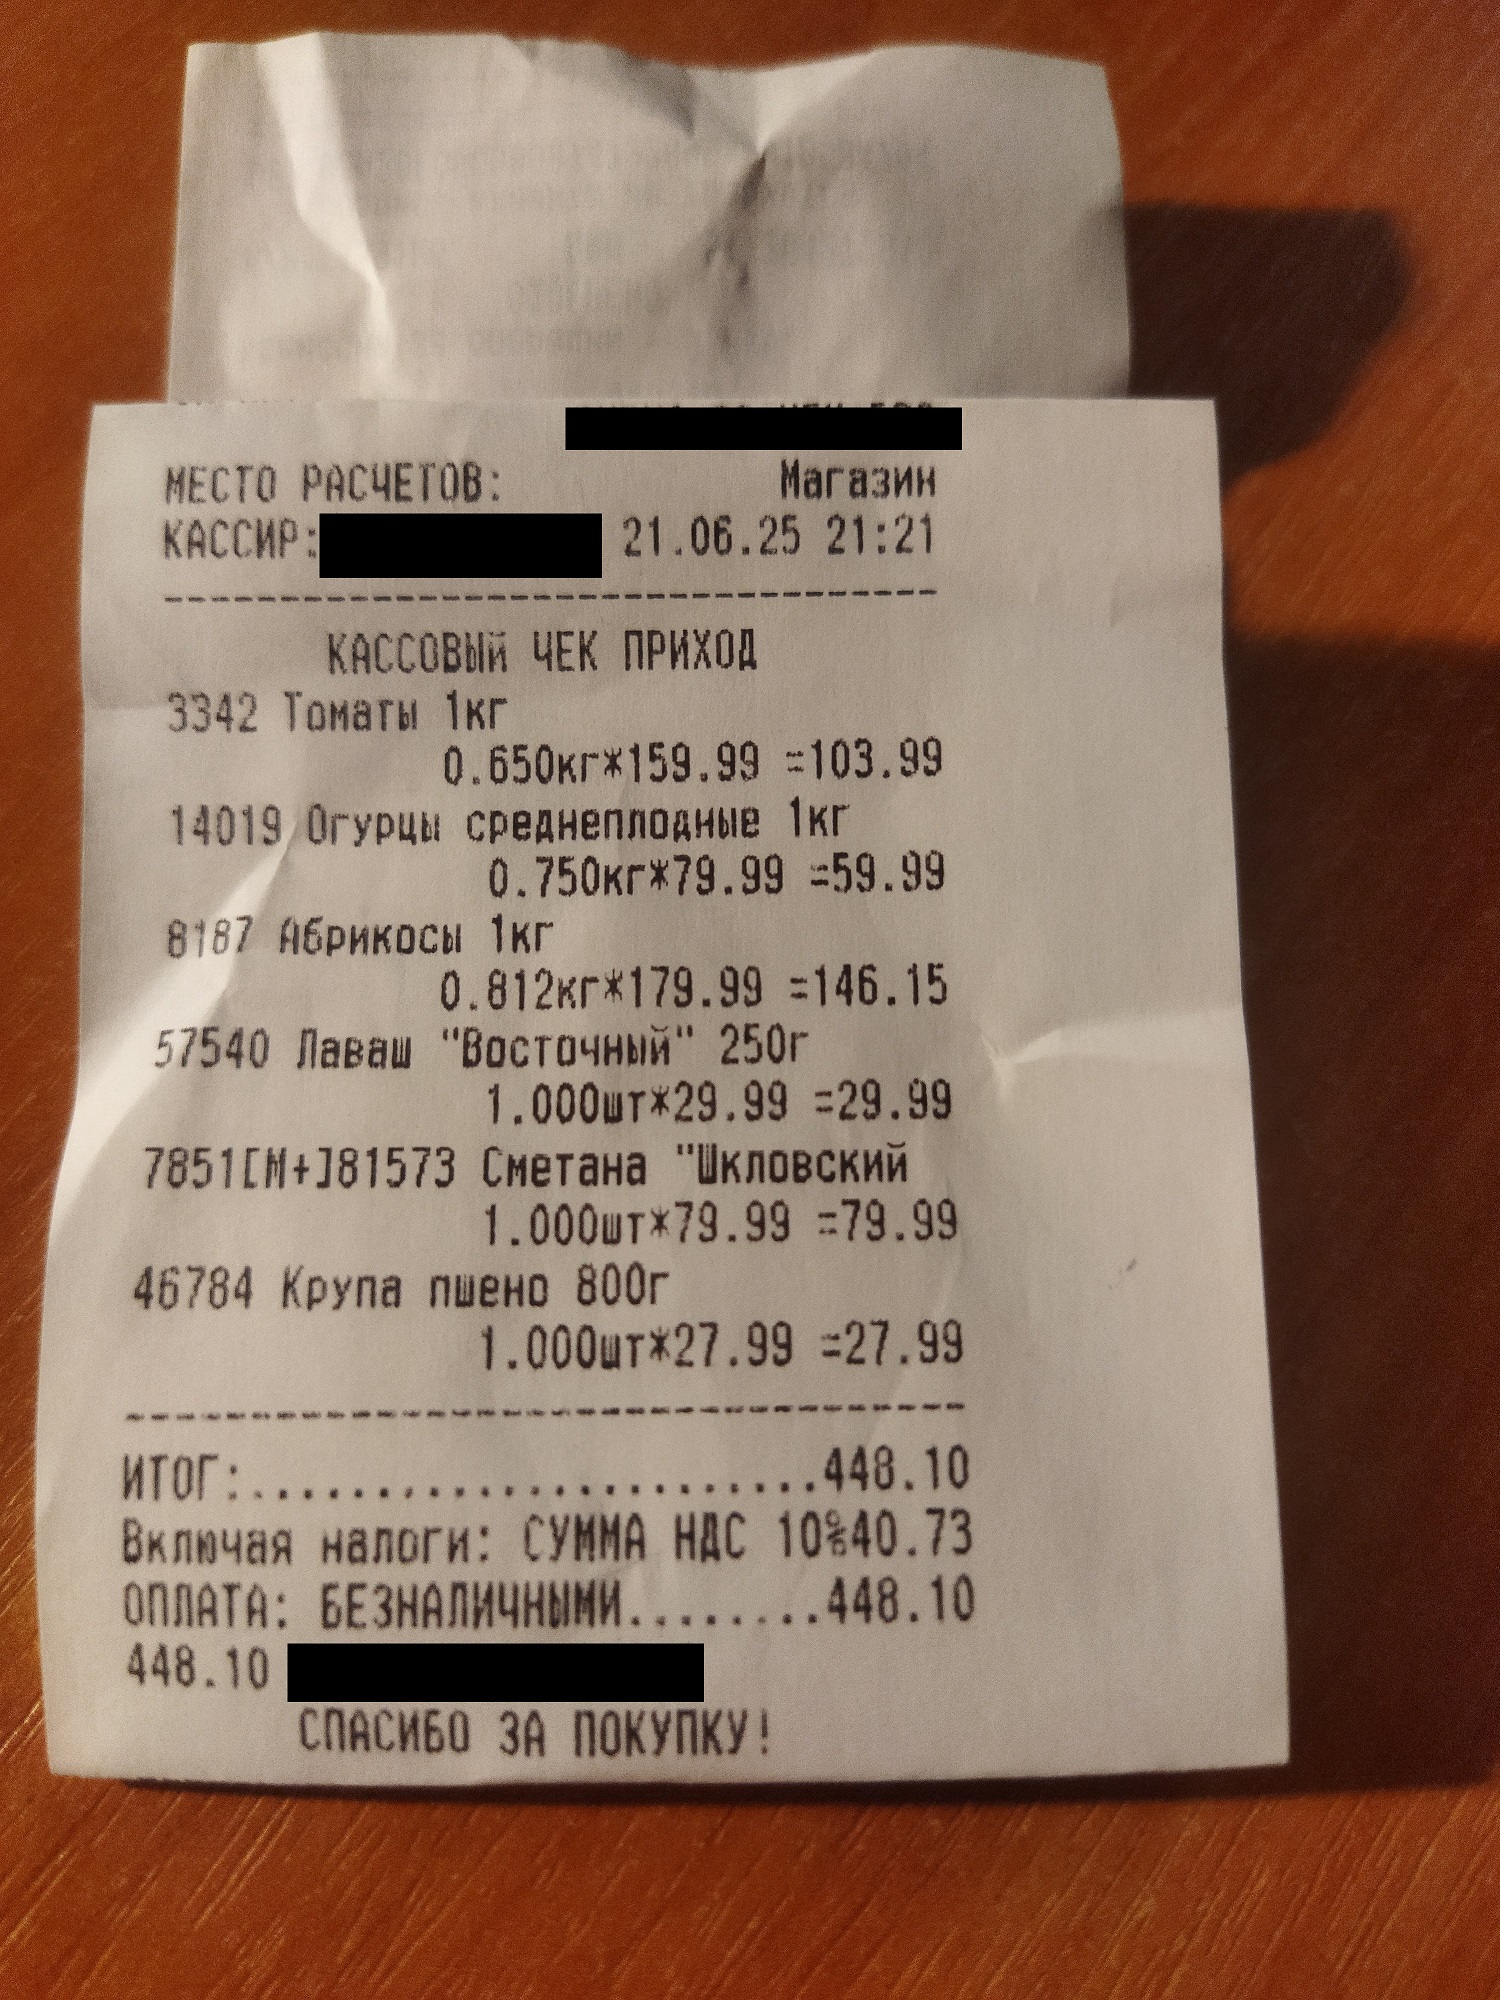 МЕСТО РАСЧЕТОВ: Магазин
КАССИР: 21.06.25 21:21
---------------------------------
КАССОВЫЙ ЧЕК ПРИХОД
3342 Томаты 1кг
0.650кг*159.99 =103.99
14019 Огурцы среднеплодные 1кг
0.750кг*79.99 =59.99
8187 Абрикосы 1кг
0.812кг*179.99 =146.15
57540 Лаваш "Восточный" 250г
1.000шт*29.99 =29.99
7851[М+]81573 Сметана "Шкловский
1.000шт*79.99 =79.99
46784 Крупа пшено 800г
1.000шт*27.99 =27.99
-----------------------------------
ИТОГ:........................448.10
Включая налоги: СУММА НДС 10%40.73
ОПЛАТА: БЕЗНАЛИЧНЫМИ........448.10
448.10
СПАСИБО ЗА ПОКУПКУ!